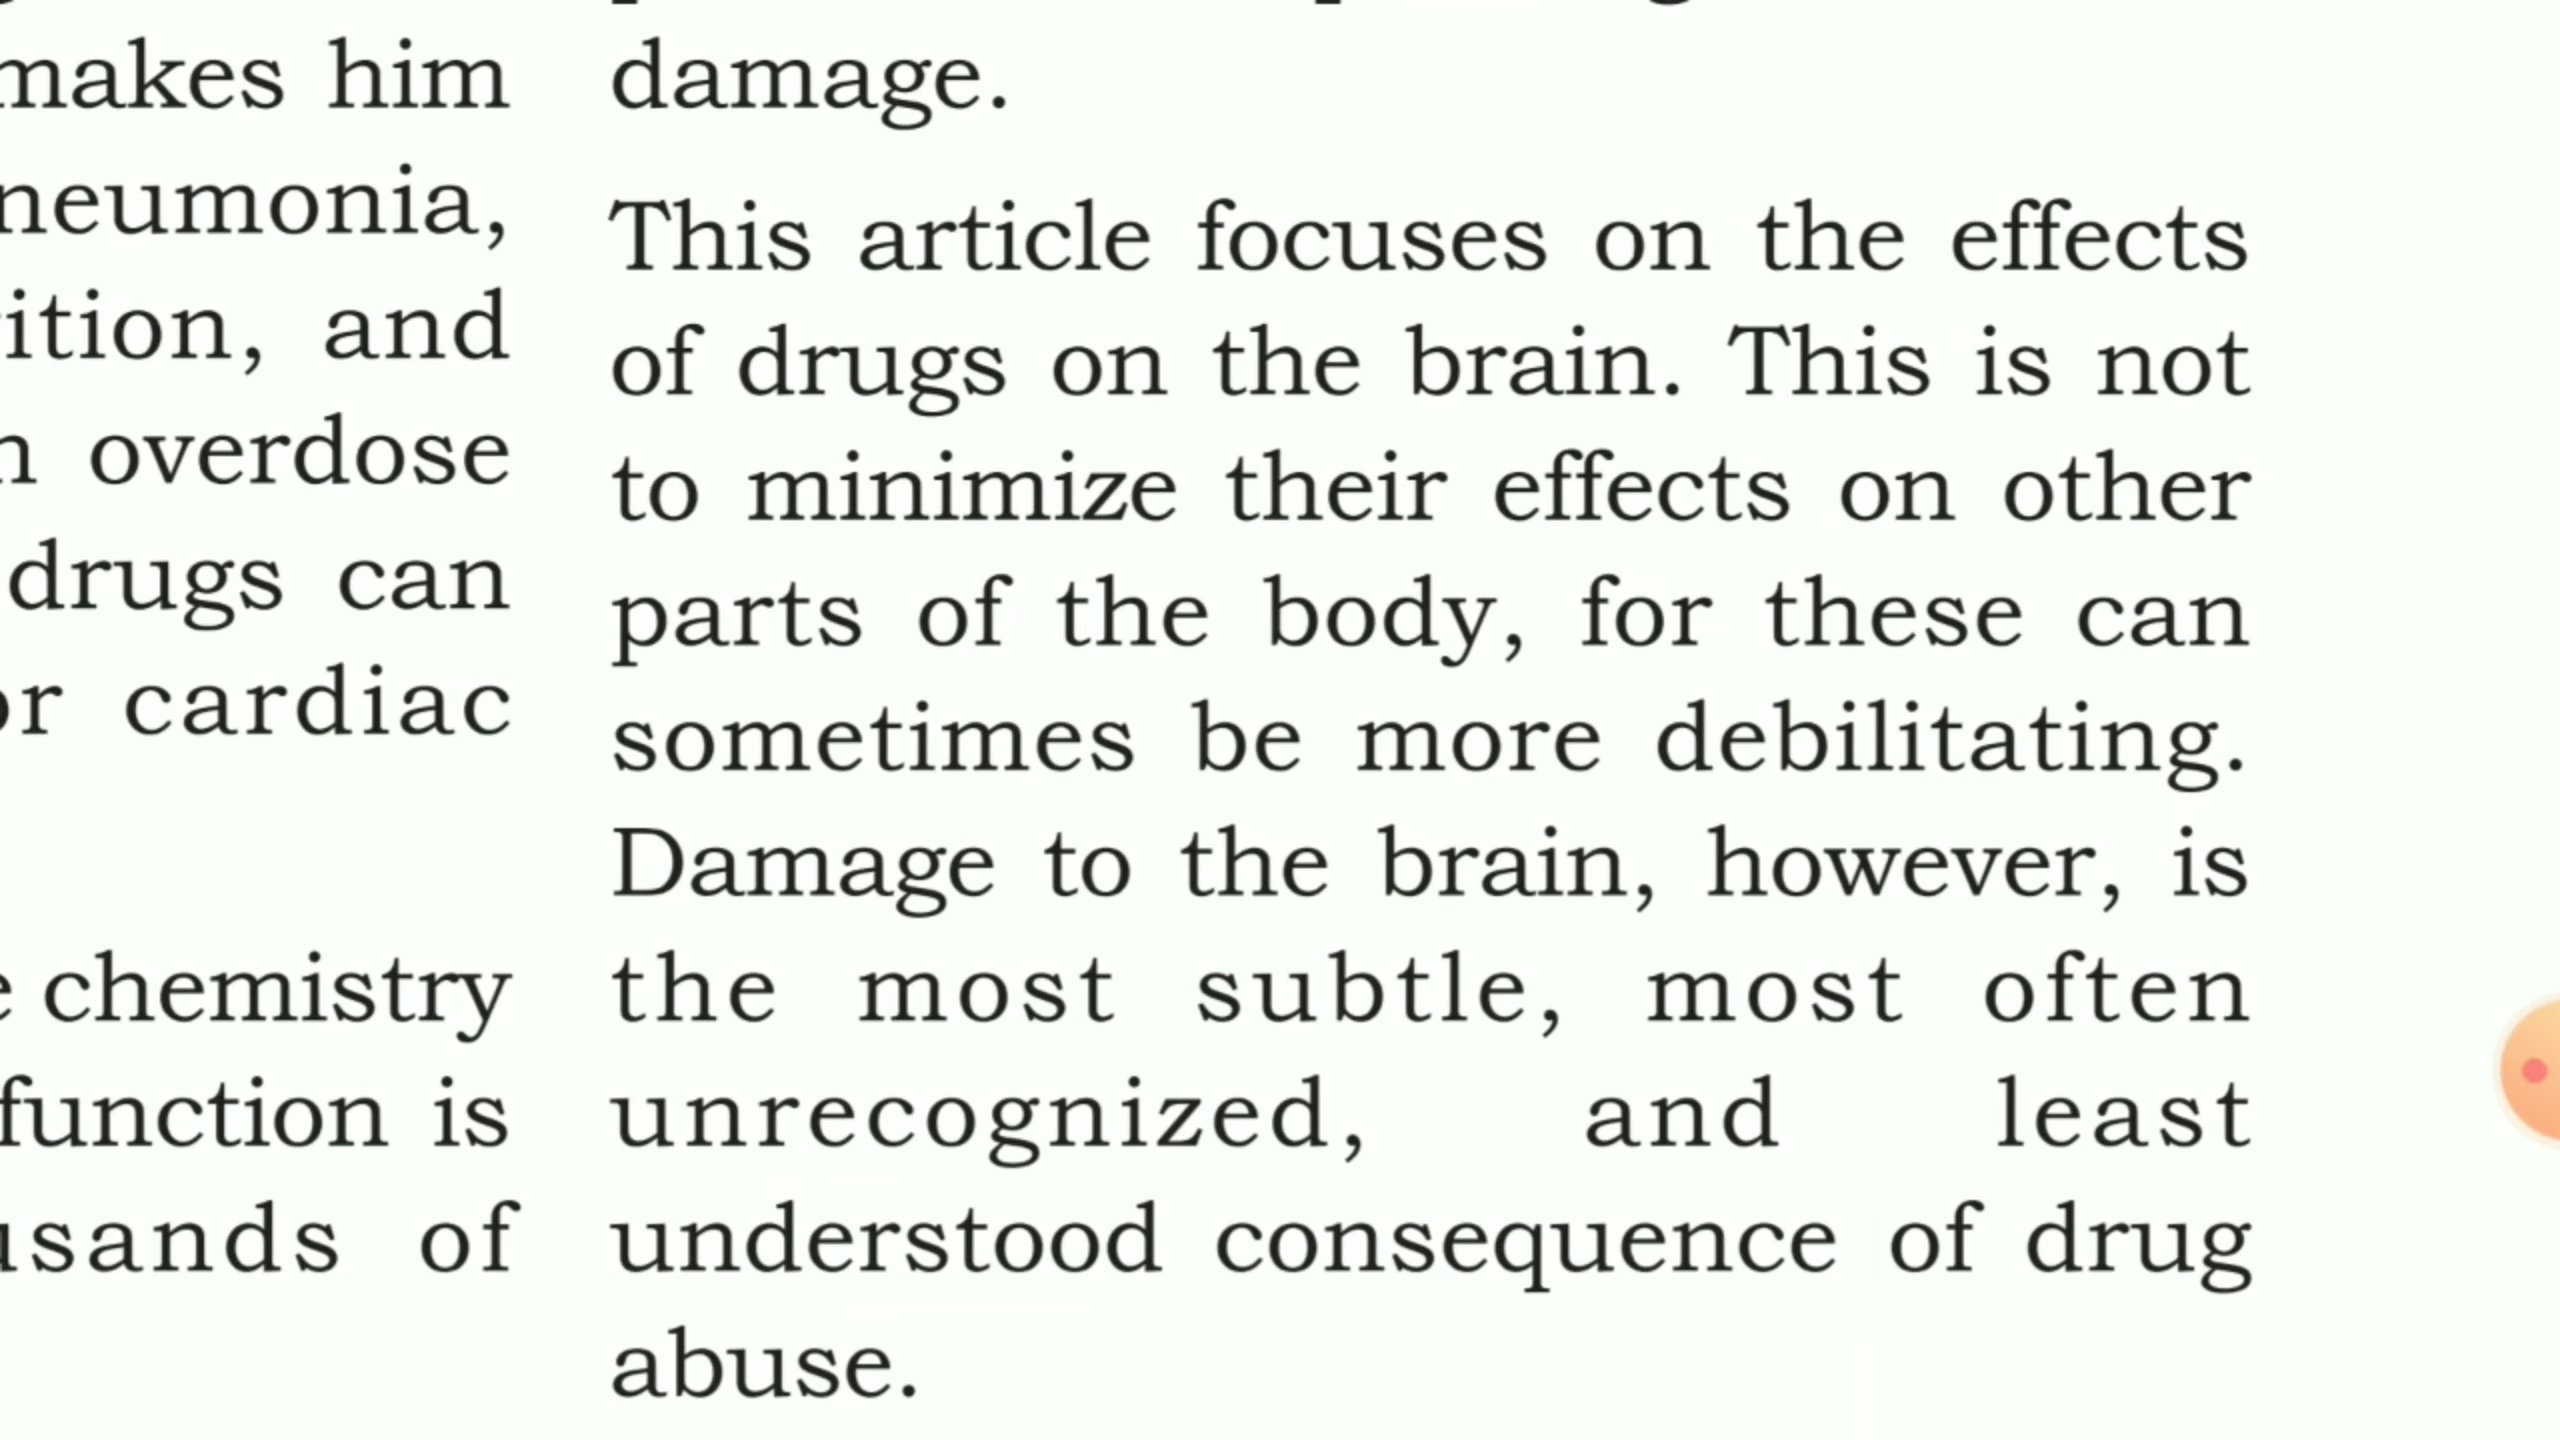 makes him
and
overdose
drugs can
cardiac
chemistry
function is
of
damage.
This article focuses on the effects
of drugs on the brain. This is not
to minimize their effects on other
parts of the body, for these can
sometimes be more debilitating.
Damage to the brain, however, is
the most subtle, most often
unrecognized, and least
understood consequence of drug
abuse.